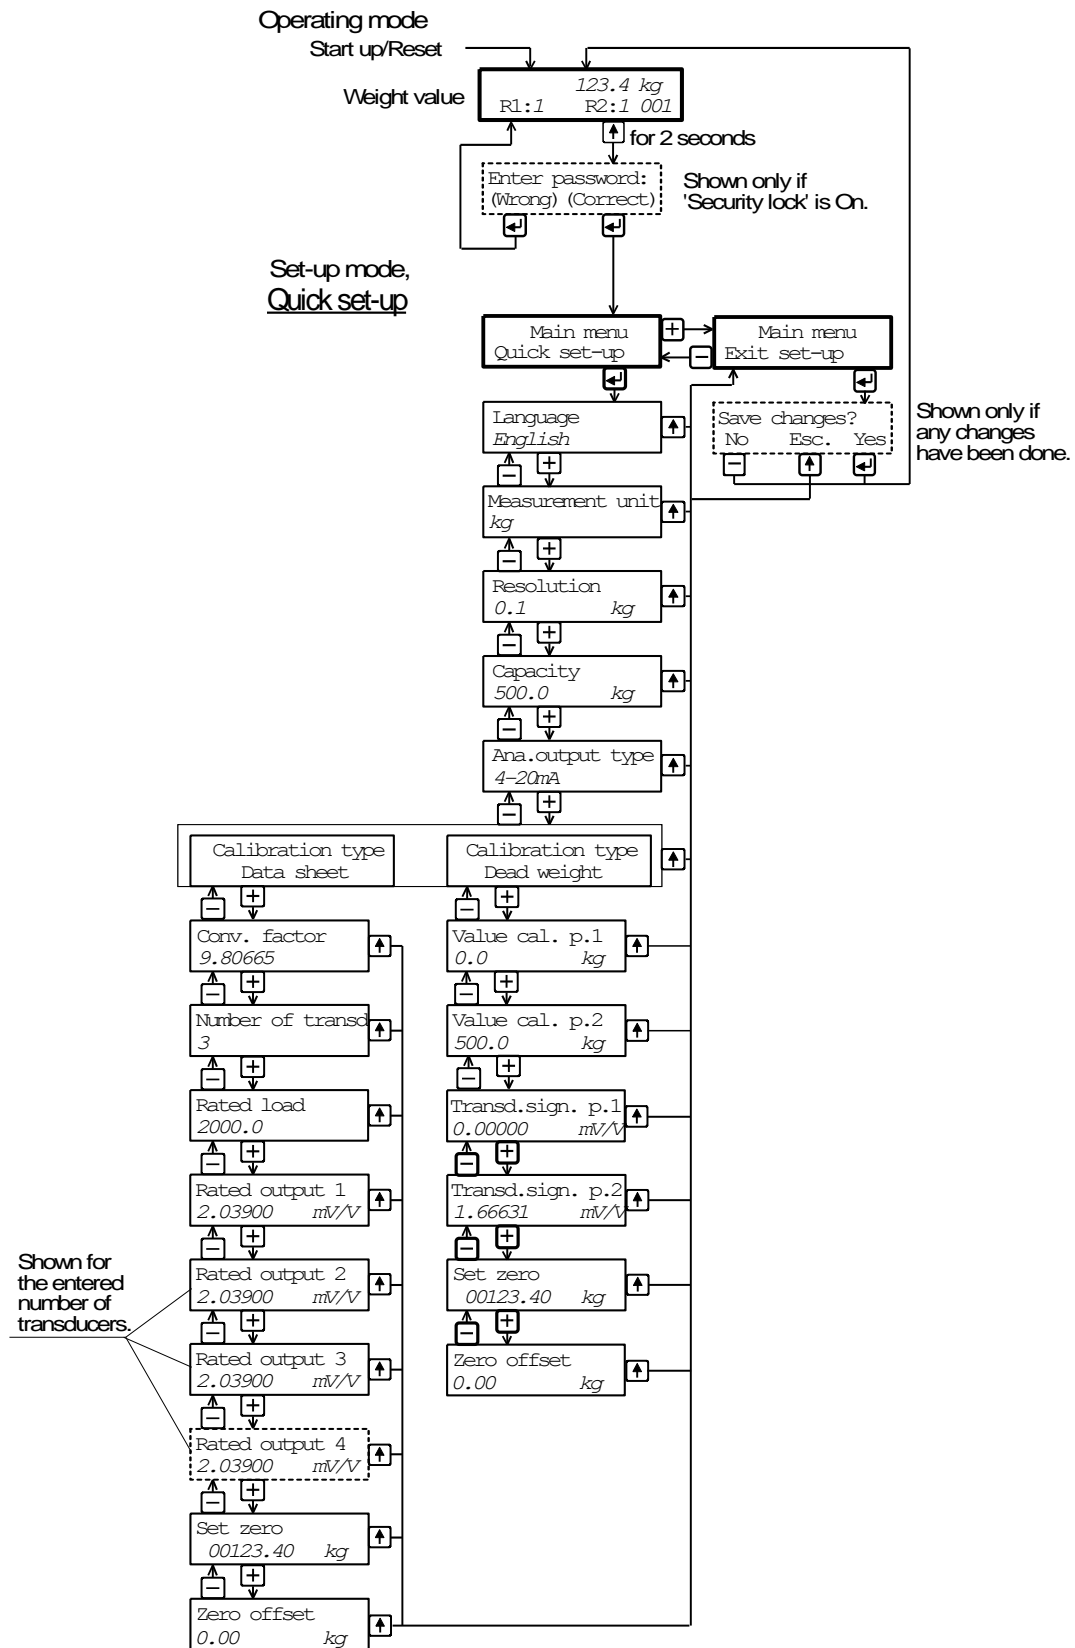 Operating mode
Start up/Reset
Weight value
123.4 kg
R1:1 R2:1 001
for 2 seconds
Enter password:
(Wrong) (Correct)
Shown only if
'Security lock' is On.
Set-up mode,
Quick set-up
Main menu
Quick set-up
+
−
Main menu
Exit set-up
Save changes?
No Esc. Yes
−
Shown only if
any changes
have been done.
Language
English
− +
Measurement unit
kg
− +
Resolution
0.1 kg
− +
Capacity
500.0 kg
− +
Ana.output type
4-20mA
− +
Calibration type
Data sheet
− +
Conv. factor
9.80665
− +
Number of transd
3
− +
Rated load
2000.0
− +
Rated output 1
2.03900 mV/V
− +
Rated output 2
2.03900 mV/V
− +
Rated output 3
2.03900 mV/V
− +
Rated output 4
2.03900 mV/V
− +
Set zero
00123.40 kg
− +
Zero offset
0.00 kg
Shown for
the entered
number of
transducers.
Calibration type
Dead weight
− +
Value cal. p.1
0.0 kg
− +
Value cal. p.2
500.0 kg
− +
Transd.sign. p.1
0.00000 mV/V
− +
Transd.sign. p.2
1.66631 mV/V
− +
Set zero
00123.40 kg
− +
Zero offset
0.00 kg